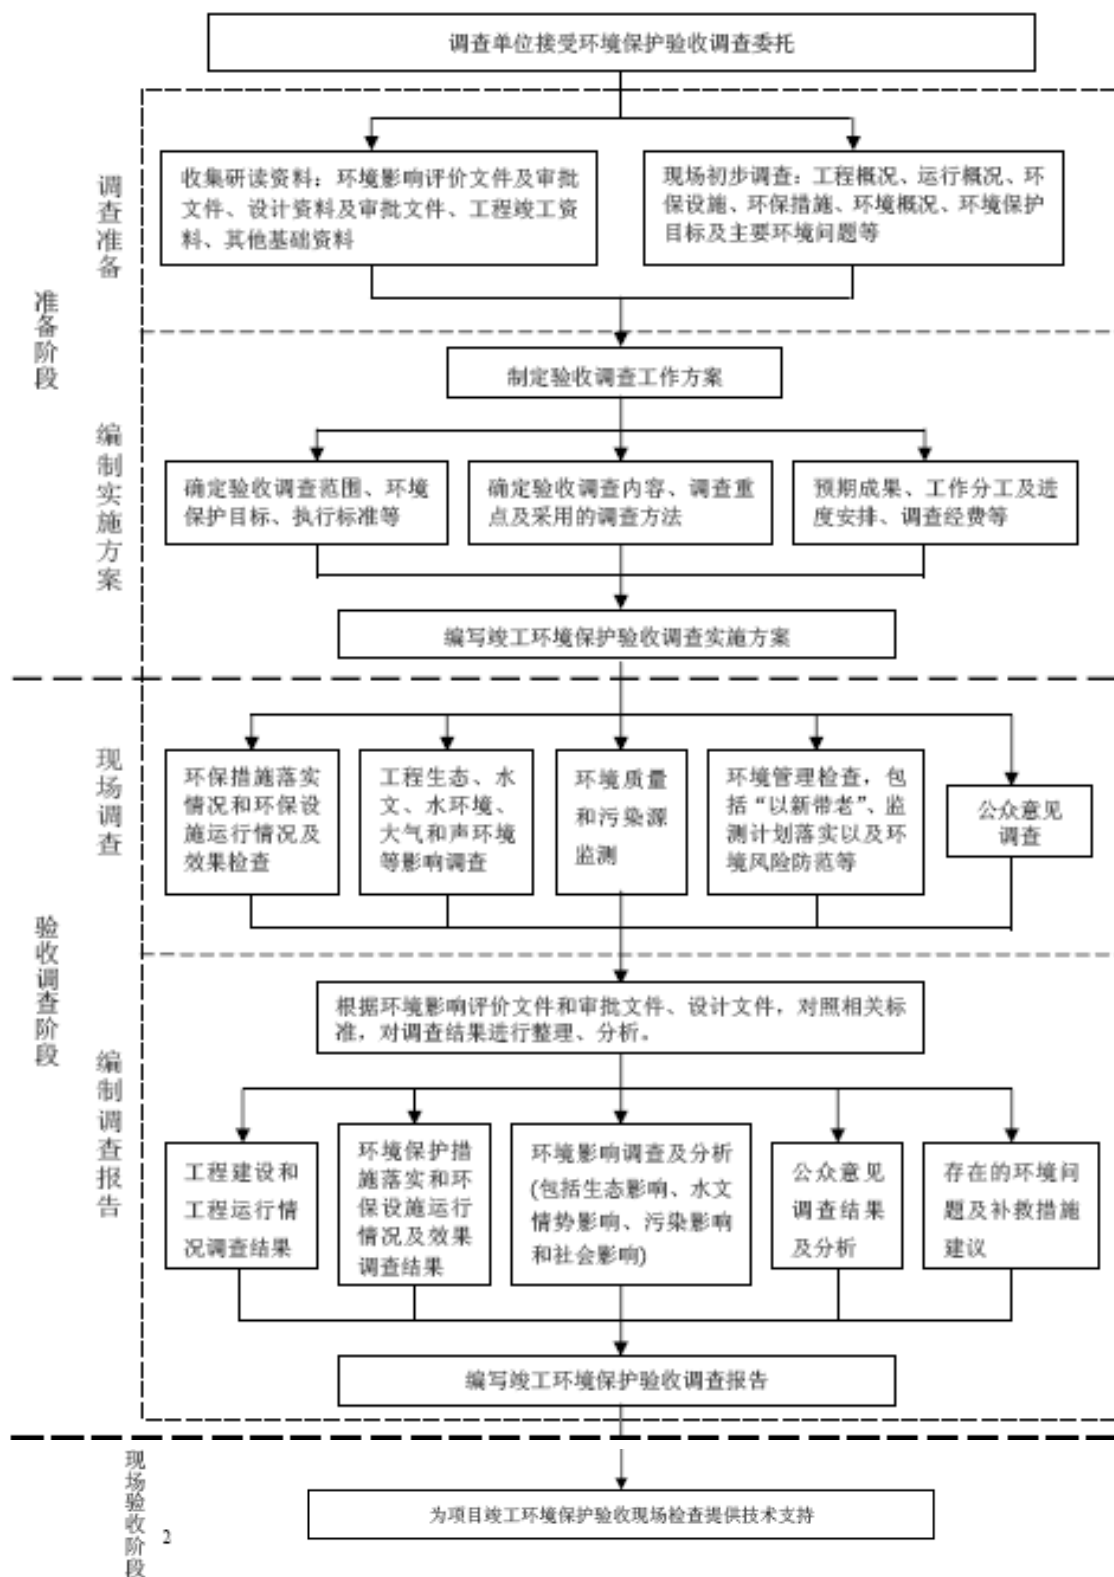 调查单位接受环境保护验收调查委托
准备阶段
调查准备
收集研读资料：环境影响评价文件及审批
文件、设计资料及审批文件、工程竣工资
料、其他基础资料
现场初步调查：工程概况、运行概况、环
保设施、环保措施、环境概况、环境保护
目标及主要环境问题等
编制实施方案
制定验收调查工作方案
确定验收调查范围、环境
保护目标、执行标准等
确定验收调查内容、调查重
点及采用的调查方法
预期成果、工作分工及进
度安排、调查经费等
编写竣工环境保护验收调查实施方案
验收调查阶段
现场调查
环保措施落实
情况和环保设
施运行情况及
效果检查
工程生态、水
文、水环境、
大气和声环境
等影响调查
环境质量
和污染源
监测
环境管理检查，包
括“以新带老”、监
测计划落实以及环
境风险防范等
公众意见
调查
编制调查报告
根据环境影响评价文件和审批文件、设计文件，对照相关标
准，对调查结果进行整理、分析。
工程建设和
工程运行情
况调查结果
环境保护措
施落实和环
保设施运行
情况及效果
调查结果
环境影响调查及分析
(包括生态影响、水文
情势影响、污染影响
和社会影响)
公众意见
调查结果
及分析
存在的环境问
题及补救措施
建议
编写竣工环境保护验收调查报告
现场验收阶段
2
为项目竣工环境保护验收现场检查提供技术支持